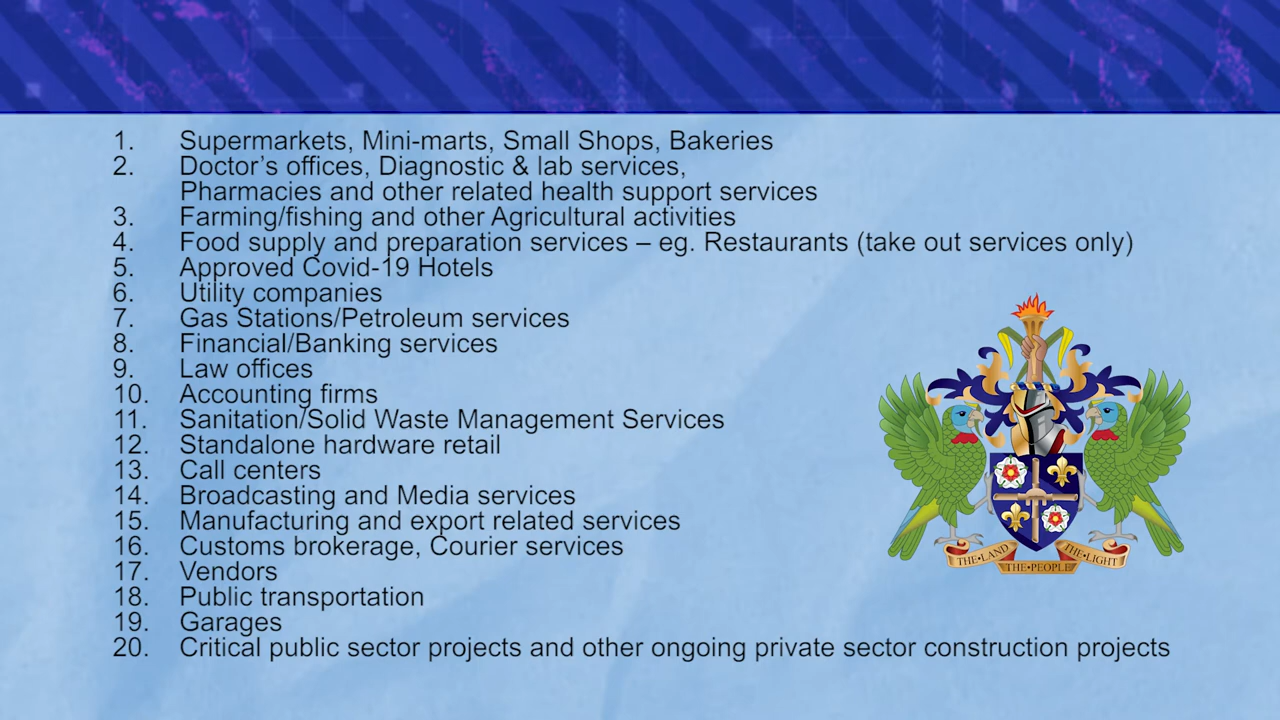 1. Supermarkets, Mini-marts, Small Shops, Bakeries
2. Doctor's offices, Diagnostic & lab services,
Pharmacies and other related health support services
3. Farming/fishing and other Agricultural activities
4. Food supply and preparation services – eg. Restaurants (take out services only)
5. Approved Covid-19 Hotels
6. Utility companies
7. Gas Stations/Petroleum services
8. Financial/Banking services
9. Law offices
10. Accounting firms
11. Sanitation/Solid Waste Management Services
12. Standalone hardware retail
13. Call centers
14. Broadcasting and Media services
15. Manufacturing and export related services
16. Customs brokerage, Courier services
17. Vendors
18. Public transportation
19. Garages
20. Critical public sector projects and other ongoing private sector construction projects
THE•LAND THE•PEOPLE THE•LIGHT